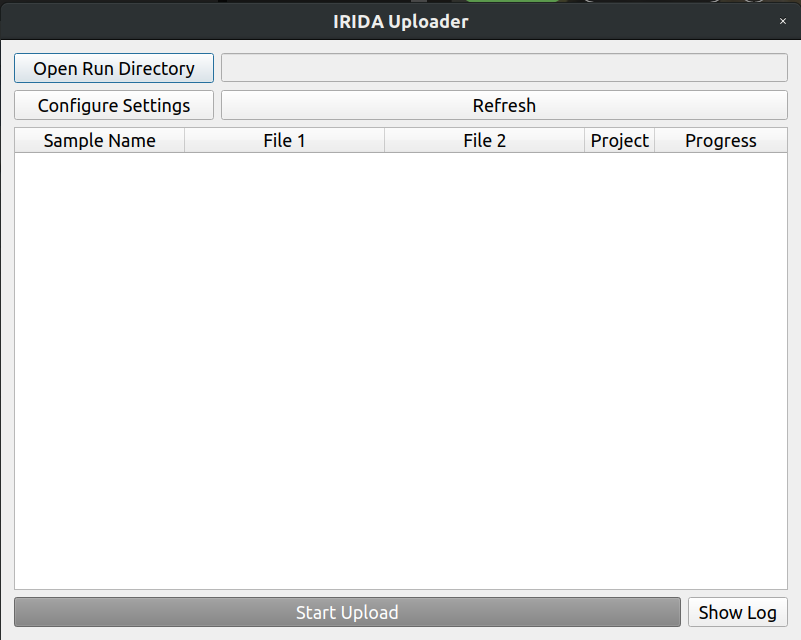 IRIDA Uploader
×
Open Run Directory
Configure Settings
Refresh
Sample Name
File 1
File 2
Project
Progress
Start Upload
Show Log